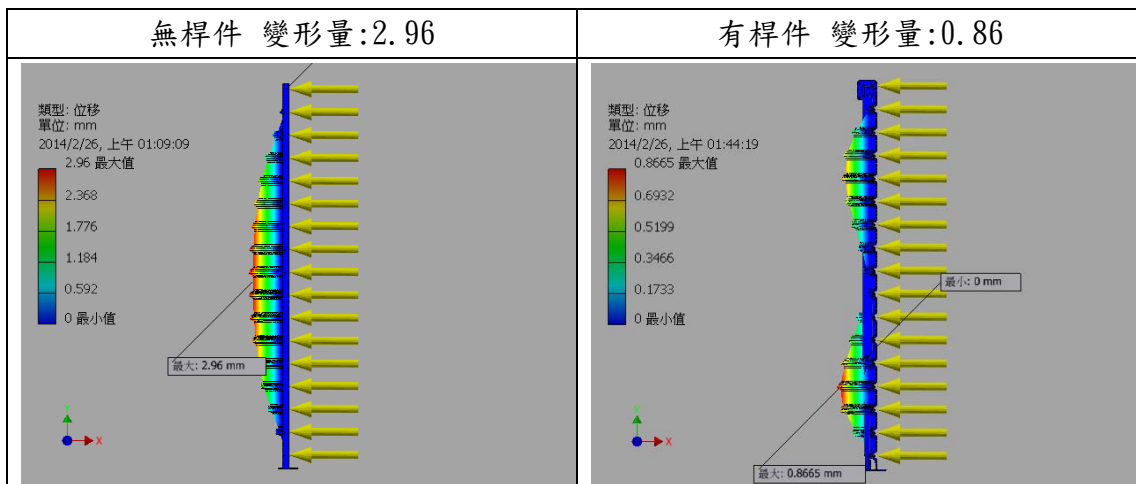 無桿件 變形量:2.96
有桿件 變形量:0.86
類型: 位移
單位: mm
2014/2/26, 上午 01:09:09
2.96 最大值
2.368
1.776
1.184
0.592
0 最小值
最大: 2.96 mm
Y
X
類型: 位移
單位: mm
2014/2/26, 上午 01:44:19
0.8665 最大值
0.6932
0.5199
0.3466
0.1733
0 最小值
最小: 0 mm
最大: 0.8665 mm
Y
X